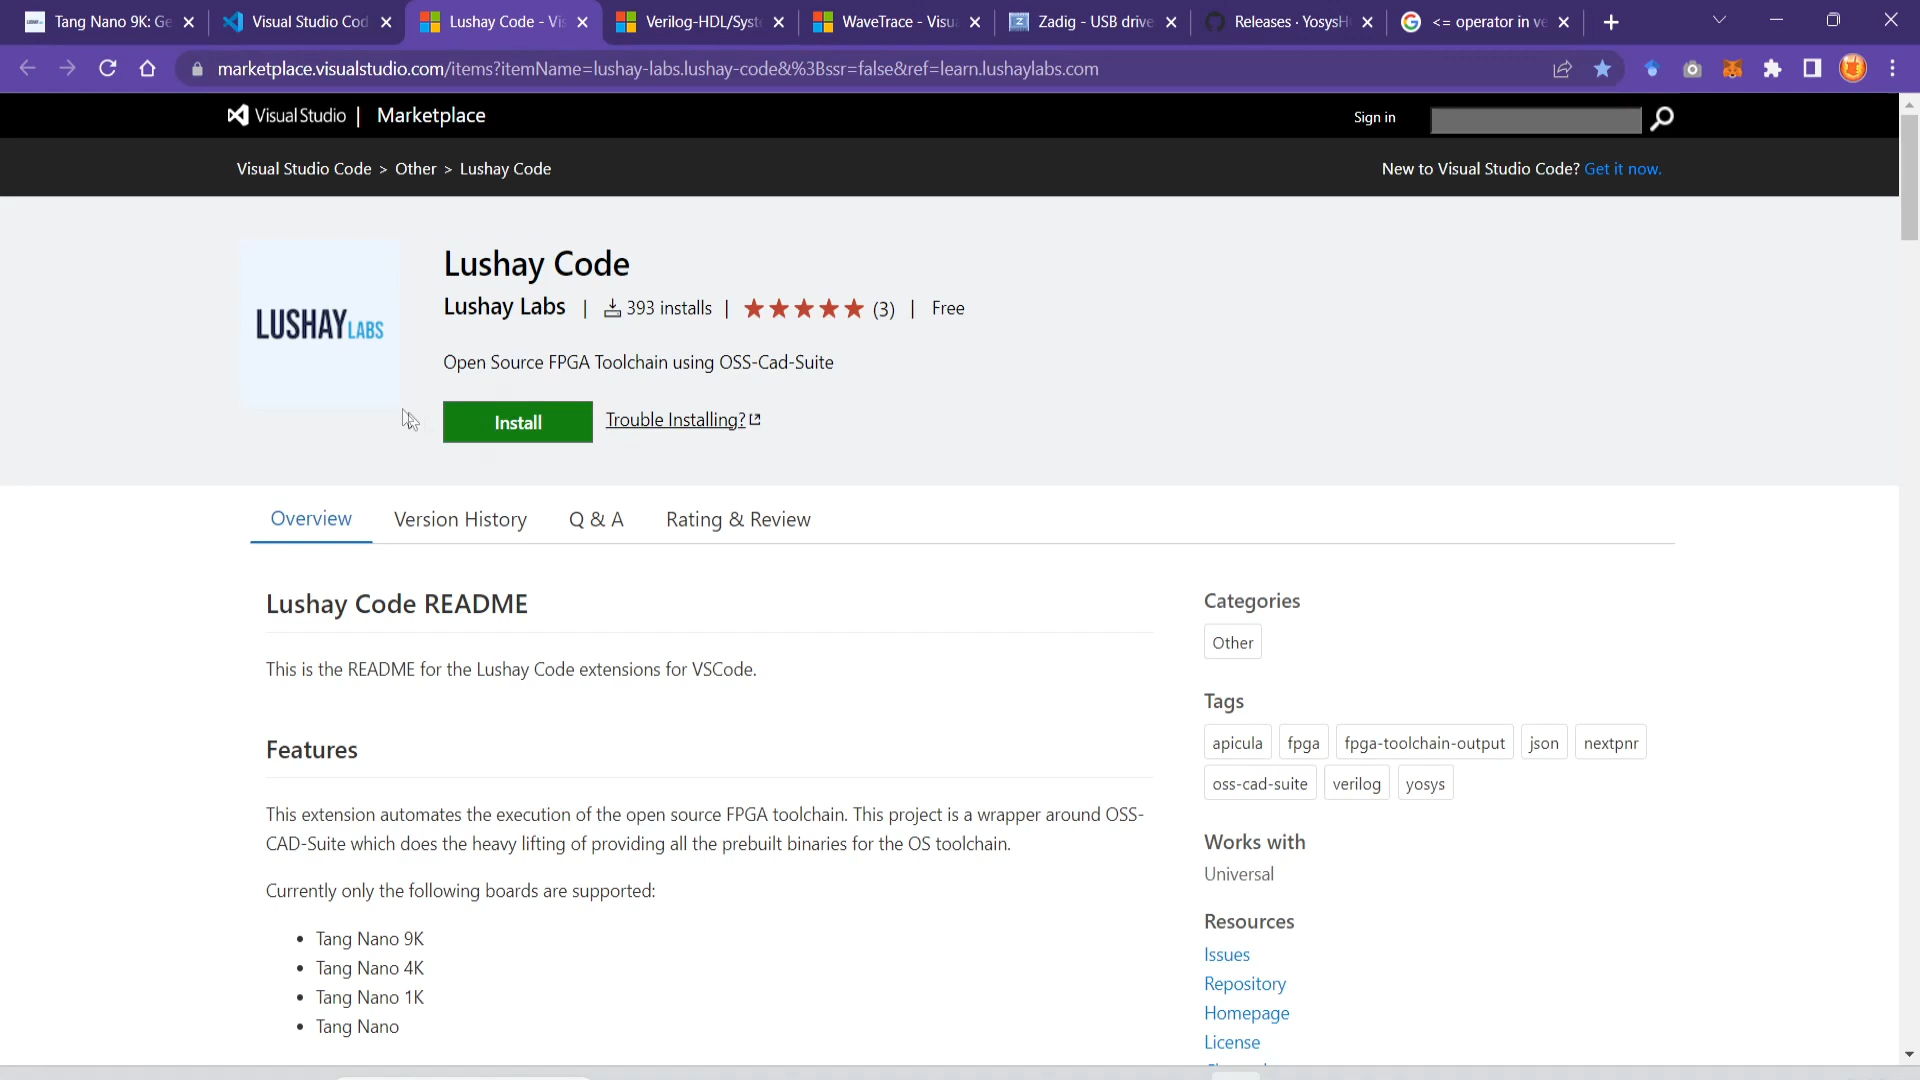 Tang Nano 9K: Ge
Visual Studio Cod
Lushay Code - Vis
Verilog-HDL/Syst
WaveTrace - Visua
Zadig - USB drive
Releases · YosysH
<= operator in ve
marketplace.visualstudio.com/items?itemName=lushay-labs.lushay-code&%3Bssr=false&ref=learn.lushaylabs.com
Visual Studio | Marketplace
Sign in
Visual Studio Code > Other > Lushay Code
New to Visual Studio Code? Get it now.
LUSHAY LABS
Lushay Code
Lushay Labs | 393 installs | (3) | Free
Open Source FPGA Toolchain using OSS-Cad-Suite
Install
Trouble Installing?
Overview
Version History
Q & A
Rating & Review
Lushay Code README
This is the README for the Lushay Code extensions for VSCode.
Features
This extension automates the execution of the open source FPGA toolchain. This project is a wrapper around OSS-
CAD-Suite which does the heavy lifting of providing all the prebuilt binaries for the OS toolchain.
Currently only the following boards are supported:
• Tang Nano 9K
• Tang Nano 4K
• Tang Nano 1K
• Tang Nano
Categories
Other
Tags
apicula fpga fpga-toolchain-output json nextpnr
oss-cad-suite verilog yosys
Works with
Universal
Resources
Issues
Repository
Homepage
License